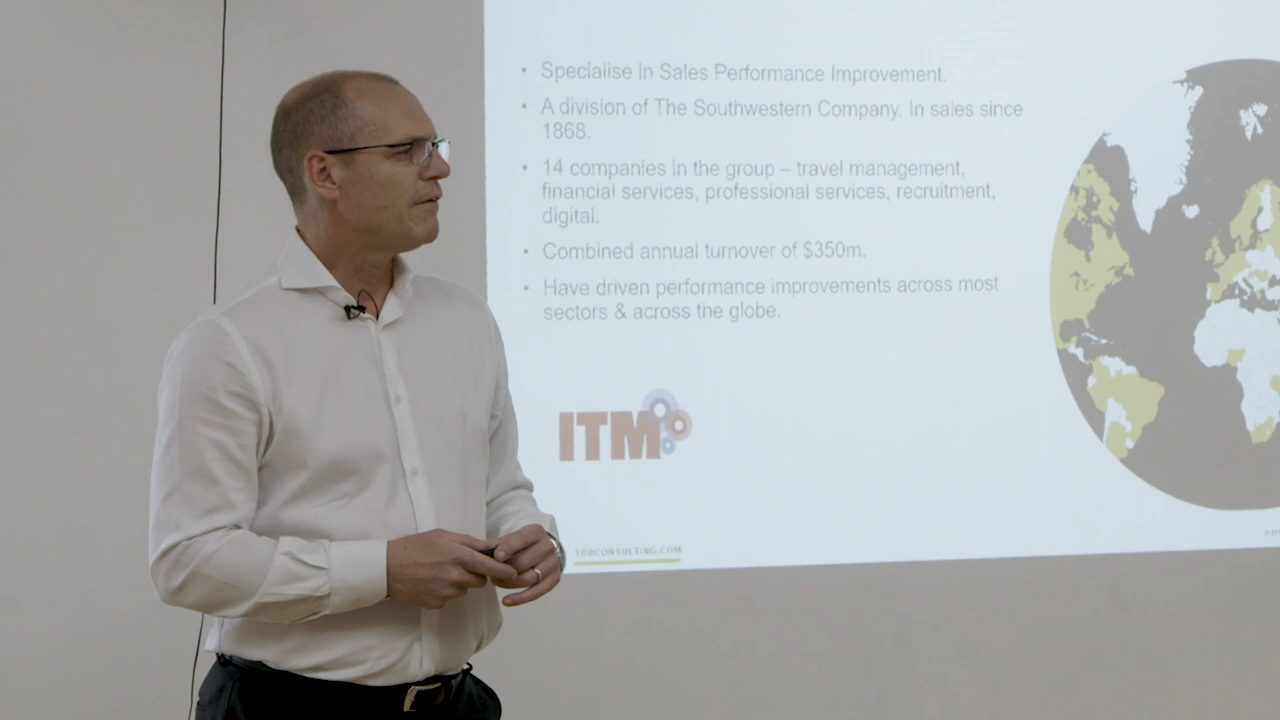 • Specialise in Sales Performance Improvement.
• A division of The Southwestern Company. In sales since
1868.
• 14 companies in the group – travel management,
financial services, professional services, recruitment,
digital.
• Combined annual turnover of $350m.
• Have driven performance improvements across most
sectors & across the globe.
ITM
SBRCONSULTING.COM